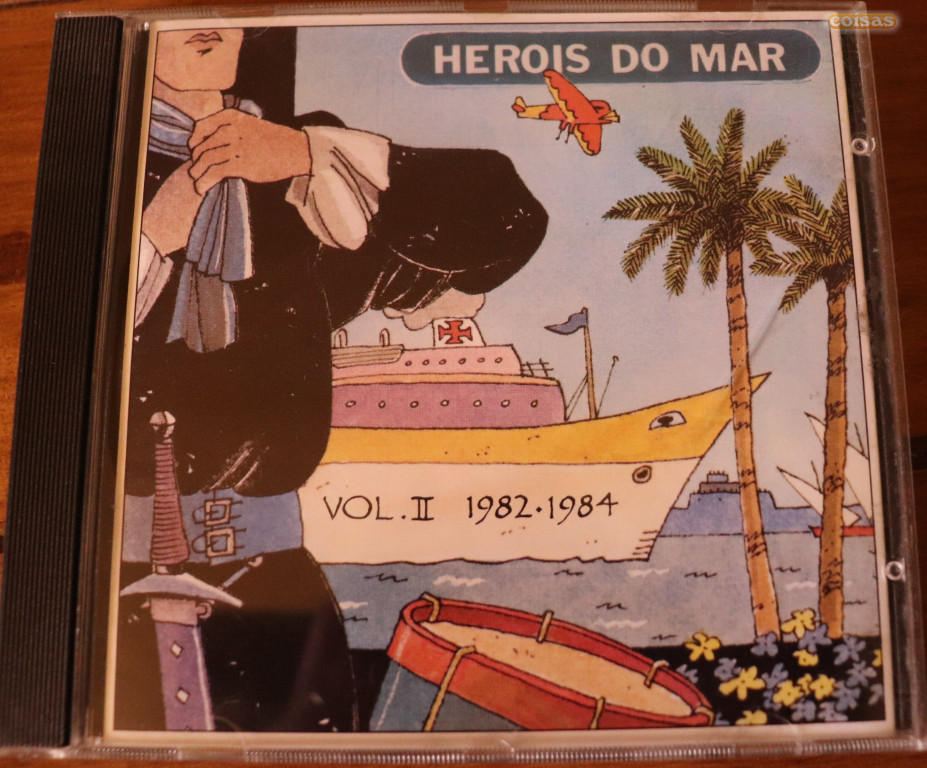 coisas
HEROIS DO MAR
VOL. II 1982·1984